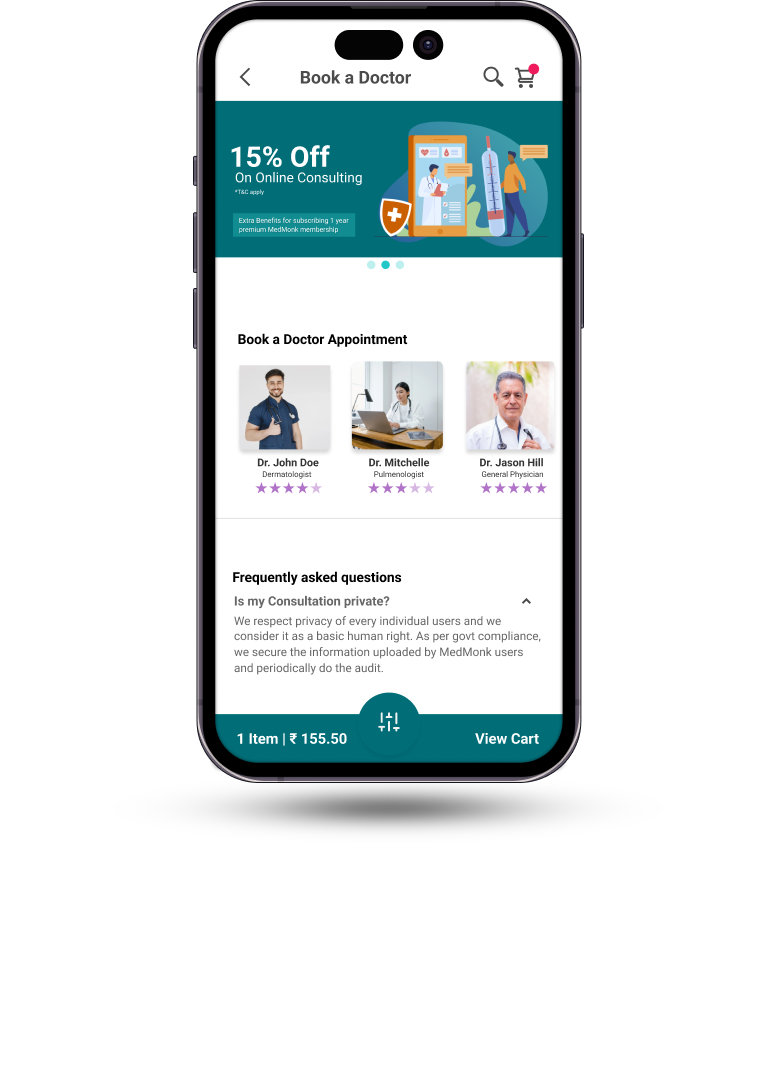 Book a Doctor
15% Off
On Online Consulting
*T&C apply
Extra Benefits for subscribing 1 year
premium MedMonk membership
Book a Doctor Appointment
Dr. John Doe
Dermatologist
Dr. Mitchelle
Pulmenologist
Dr. Jason Hill
General Physician
Frequently asked questions
Is my Consultation private?
We respect privacy of every individual users and we
consider it as a basic human right. As per govt compliance,
we secure the information uploaded by MedMonk users
and periodically do the audit.
1 Item | ₹ 155.50
View Cart